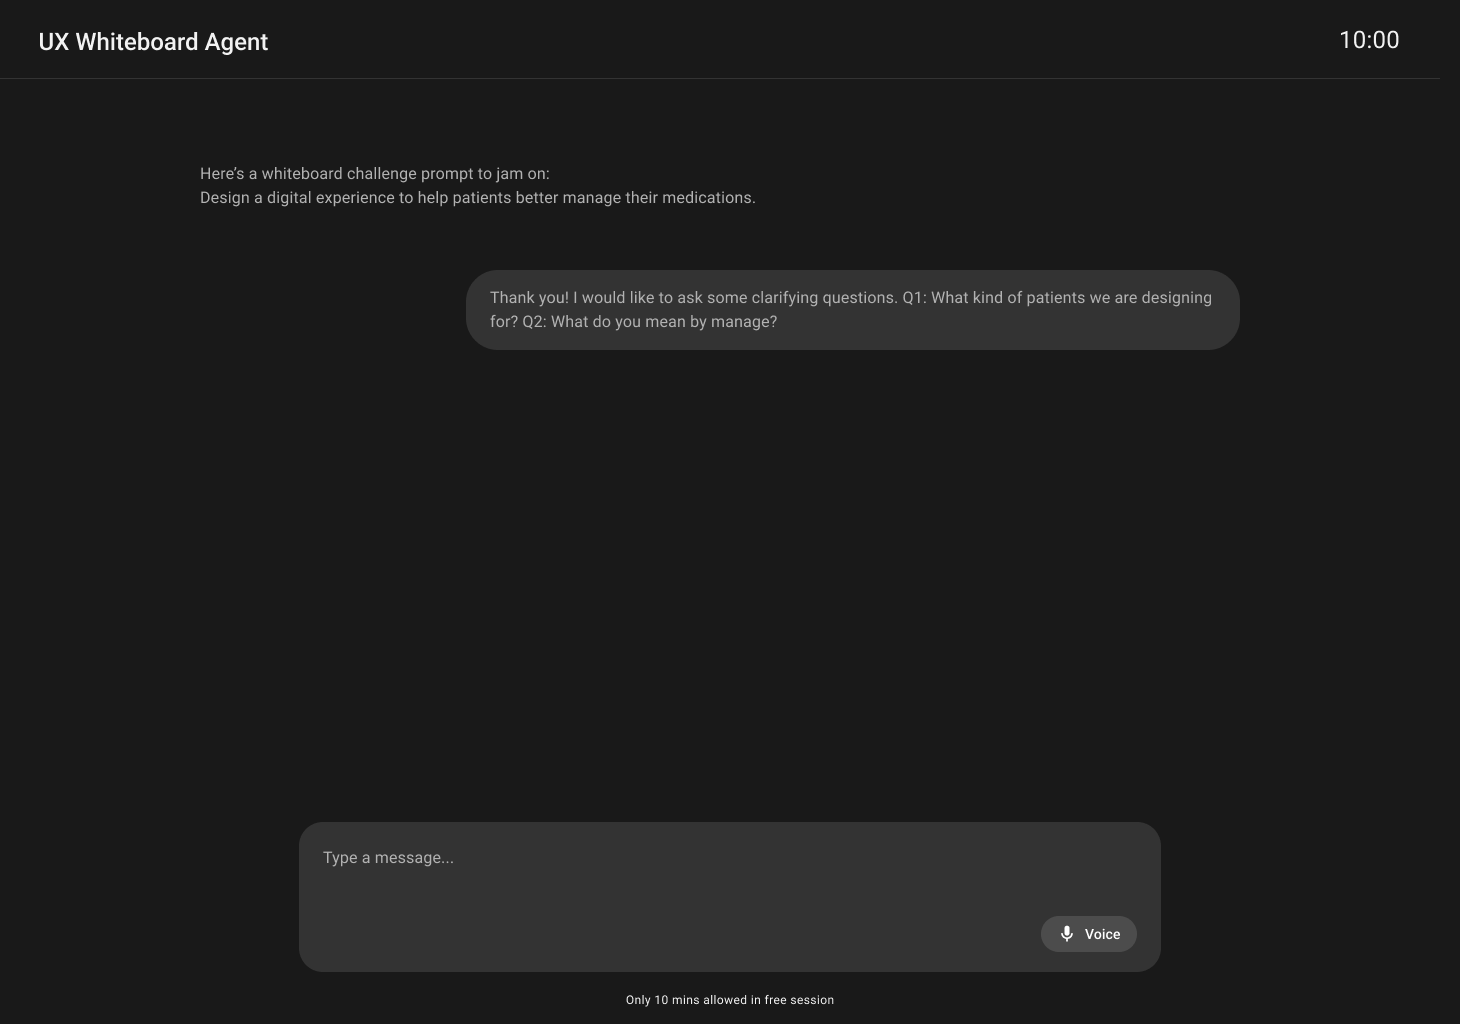 UX Whiteboard Agent
10:00
Here’s a whiteboard challenge prompt to jam on:
Design a digital experience to help patients better manage their medications.
Thank you! I would like to ask some clarifying questions. Q1: What kind of patients we are designing
for? Q2: What do you mean by manage?
Type a message...
Voice
Only 10 mins allowed in free session